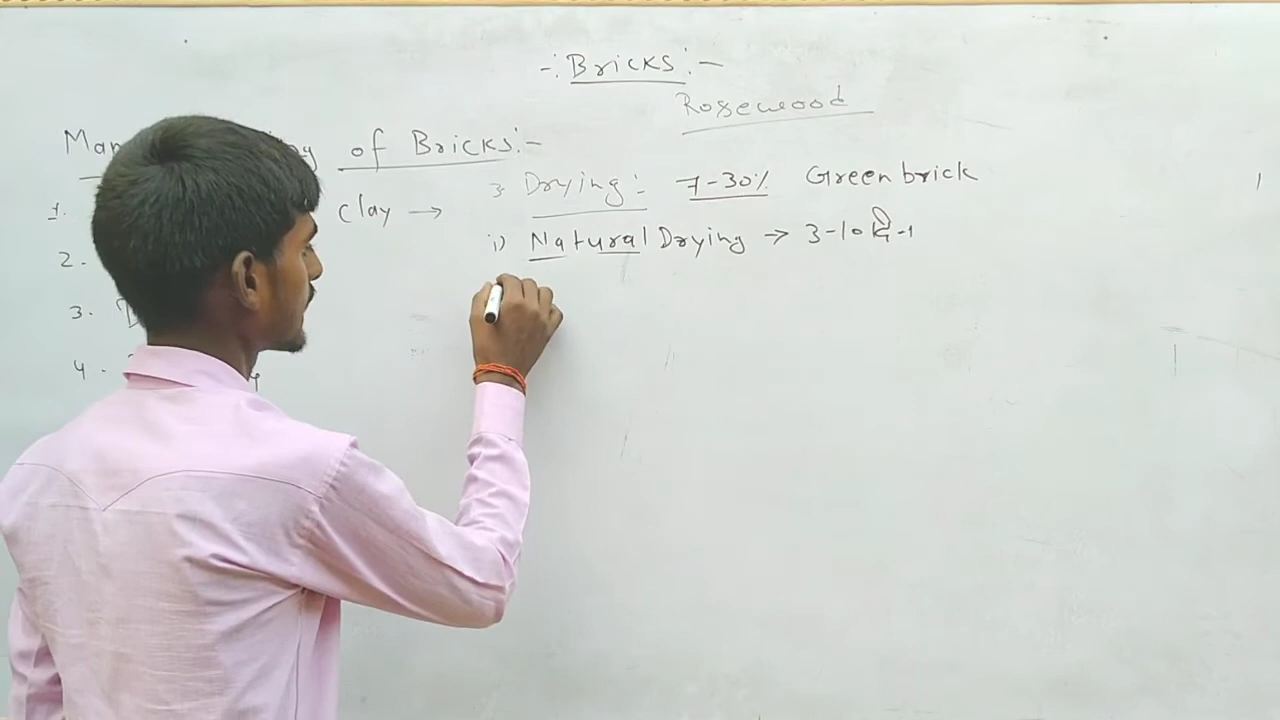 -: Bricks :-
Rosewood
of Bricks :-
1. Clay →
2.
3.
4.
3 Drying :- 7-30% Green brick
i) Natural Drying → 3-10 दिन